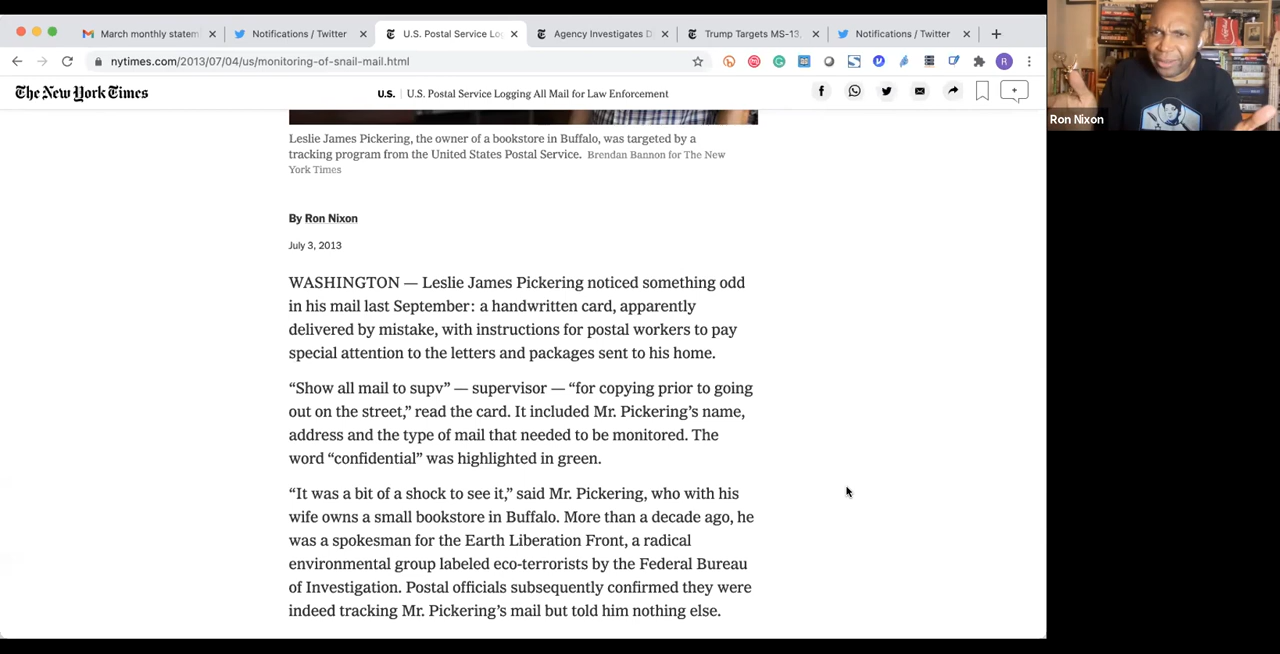 March monthly statem
Notifications / Twitter
U.S. Postal Service Lo
Agency Investigates D
Trump Targets MS-13,
Notifications / Twitter
nytimes.com/2013/07/04/us/monitoring-of-snail-mail.html
R
The New York Times
U.S. | U.S. Postal Service Logging All Mail for Law Enforcement
Ron Nixon
Leslie James Pickering, the owner of a bookstore in Buffalo, was targeted by a
tracking program from the United States Postal Service. Brendan Bannon for The New
York Times
By Ron Nixon
July 3, 2013
WASHINGTON — Leslie James Pickering noticed something odd
in his mail last September: a handwritten card, apparently
delivered by mistake, with instructions for postal workers to pay
special attention to the letters and packages sent to his home.
“Show all mail to supv” — supervisor — “for copying prior to going
out on the street,” read the card. It included Mr. Pickering’s name,
address and the type of mail that needed to be monitored. The
word “confidential” was highlighted in green.
“It was a bit of a shock to see it,” said Mr. Pickering, who with his
wife owns a small bookstore in Buffalo. More than a decade ago, he
was a spokesman for the Earth Liberation Front, a radical
environmental group labeled eco-terrorists by the Federal Bureau
of Investigation. Postal officials subsequently confirmed they were
indeed tracking Mr. Pickering’s mail but told him nothing else.